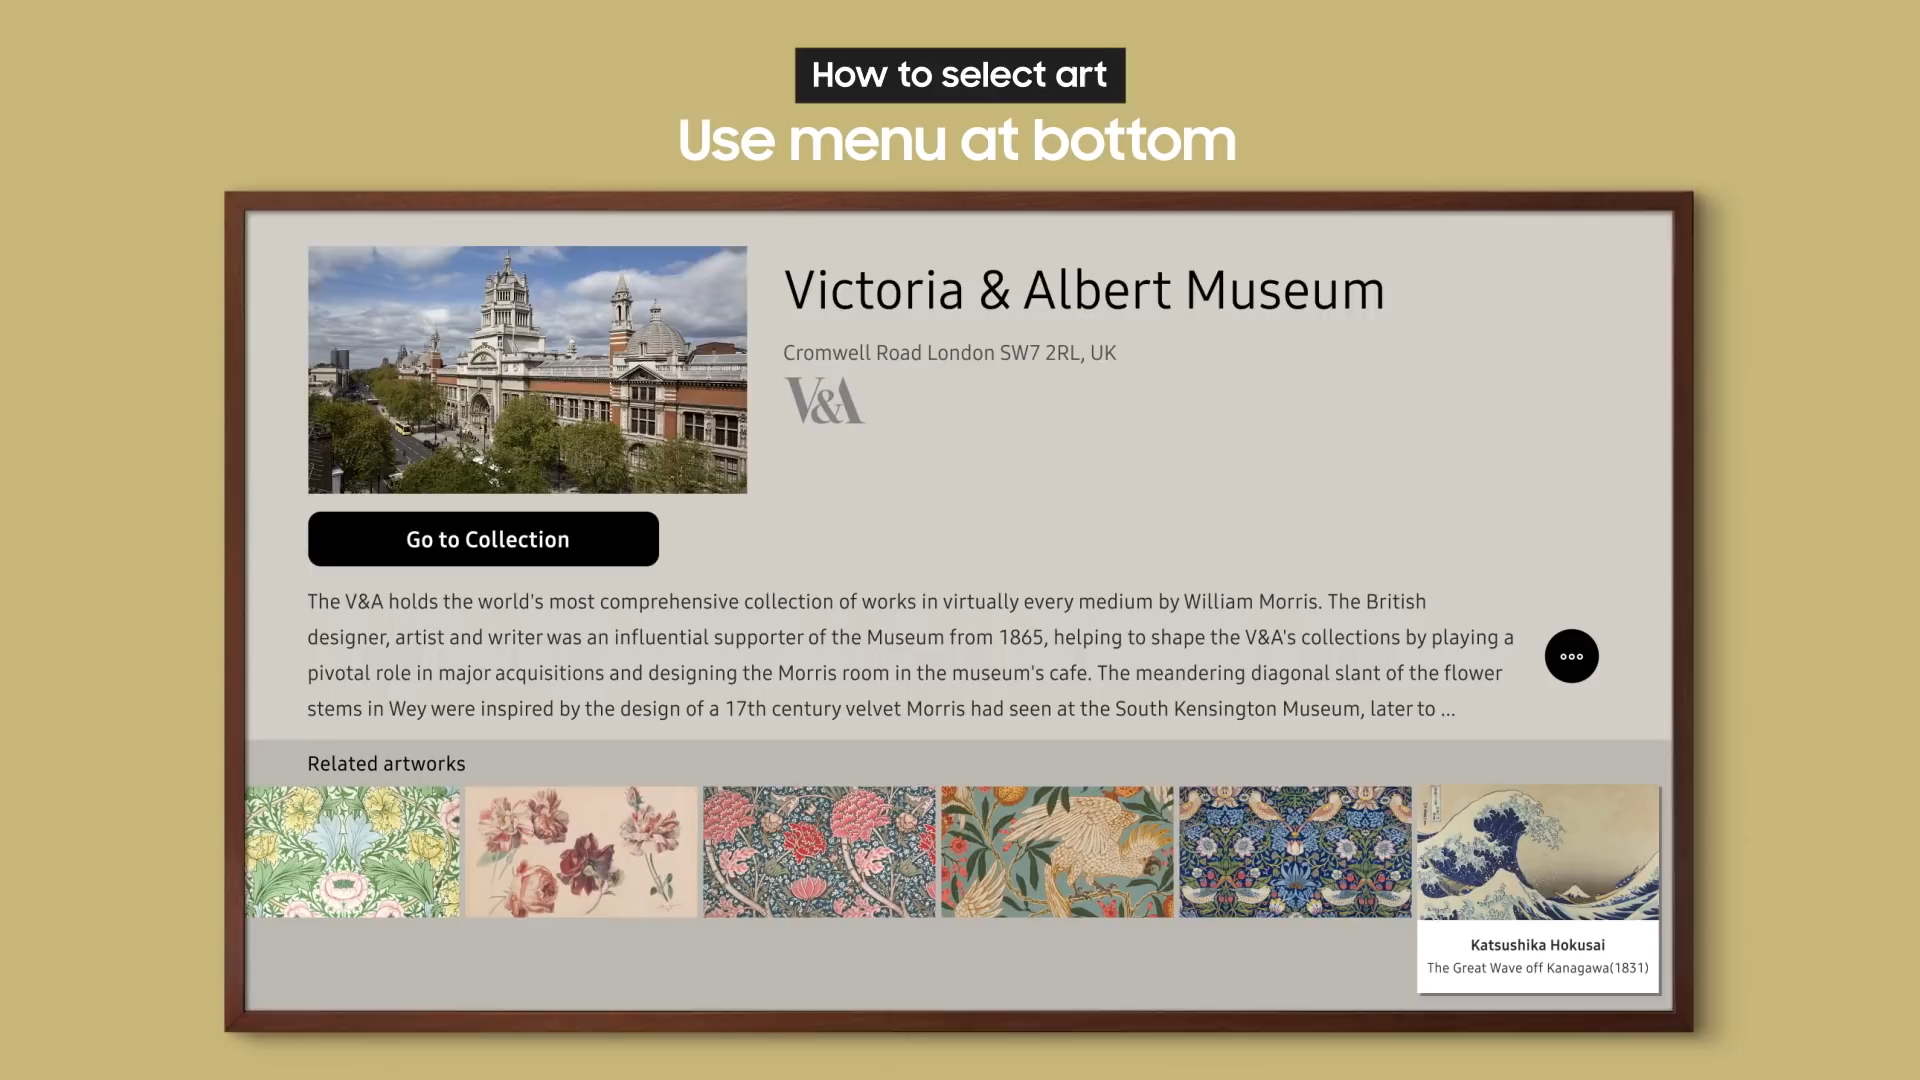 How to select art
Use menu at bottom
Victoria & Albert Museum
Cromwell Road London SW7 2RL, UK
V&A
Go to Collection
The V&A holds the world's most comprehensive collection of works in virtually every medium by William Morris. The British
designer, artist and writer was an influential supporter of the Museum from 1865, helping to shape the V&A's collections by playing a
pivotal role in major acquisitions and designing the Morris room in the museum's cafe. The meandering diagonal slant of the flower
stems in Wey were inspired by the design of a 17th century velvet Morris had seen at the South Kensington Museum, later to ...
Related artworks
Katsushika Hokusai
The Great Wave off Kanagawa(1831)